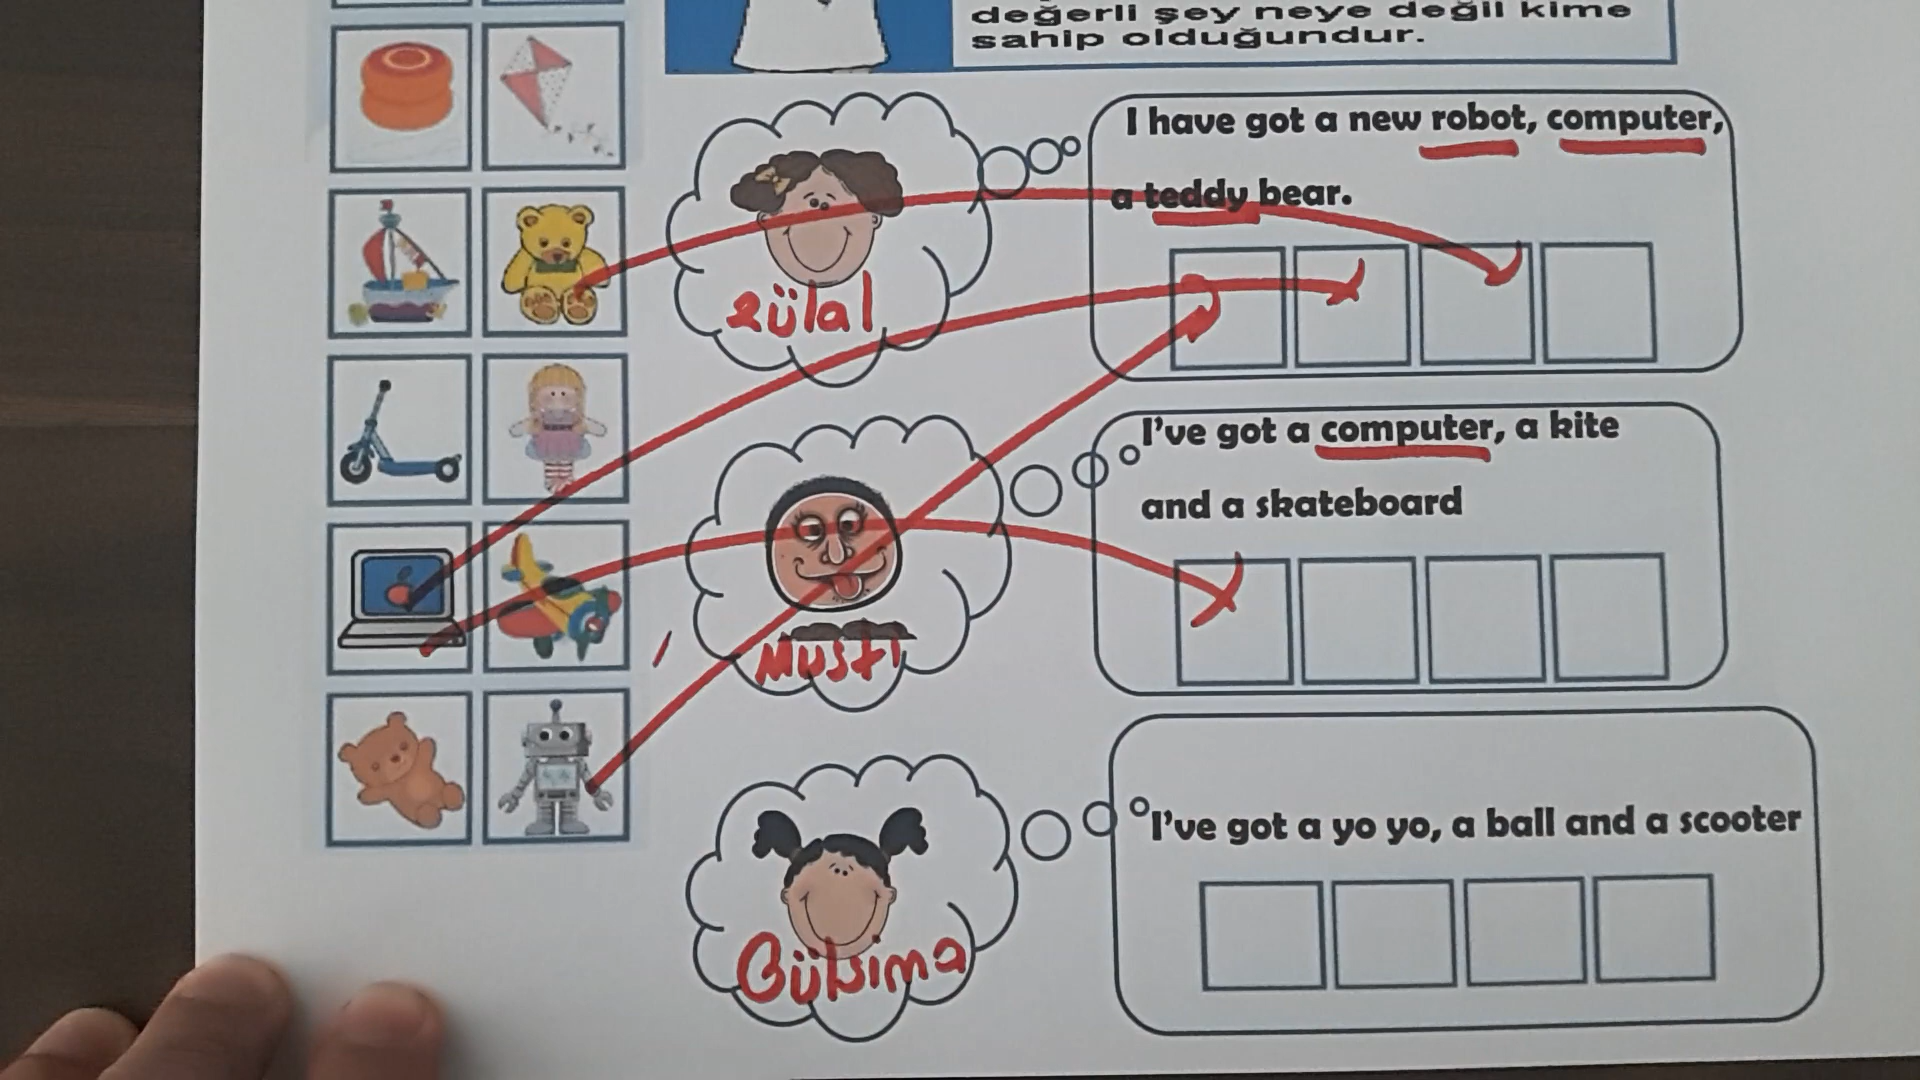 değerli şey neye değil kime
sahip olduğundur.
I have got a new robot, computer,
a teddy bear.
zülal
I've got a computer, a kite
and a skateboard
Musti
I've got a yo yo, a ball and a scooter
Gülsima